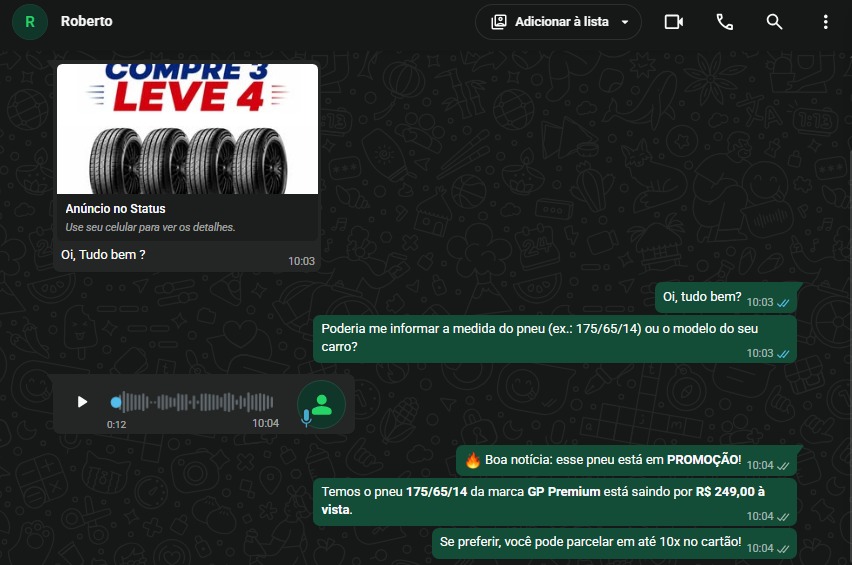 R
Roberto
Adicionar à lista
COMPRE 3
LEVE 4
Anúncio no Status
Use seu celular para ver os detalhes.
Oi, Tudo bem ?
10:03
Oi, tudo bem? 10:03
Poderia me informar a medida do pneu (ex.: 175/65/14) ou o modelo do seu
carro?
10:03
0:12
10:04
🔥 Boa notícia: esse pneu está em PROMOÇÃO! 10:04
Temos o pneu 175/65/14 da marca GP Premium está saindo por R$ 249,00 à
vista.
10:04
Se preferir, você pode parcelar em até 10x no cartão! 10:04